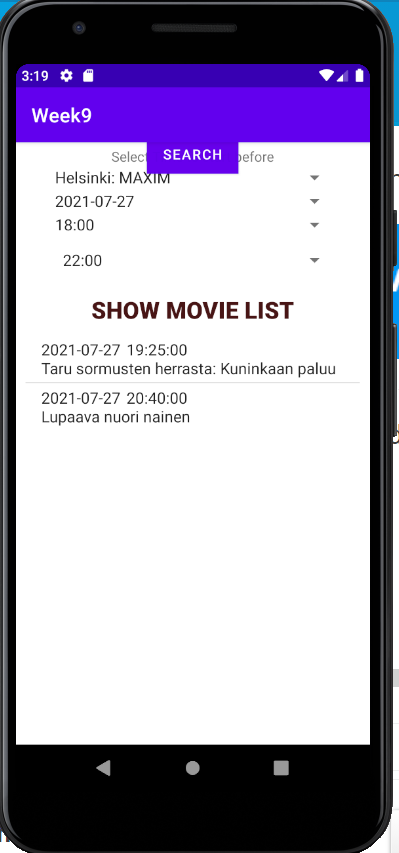 3:19
Week9
Select before
SEARCH
Helsinki: MAXIM
2021-07-27
18:00
22:00
SHOW MOVIE LIST
2021-07-27 19:25:00
Taru sormusten herrasta: Kuninkaan paluu
2021-07-27 20:40:00
Lupaava nuori nainen